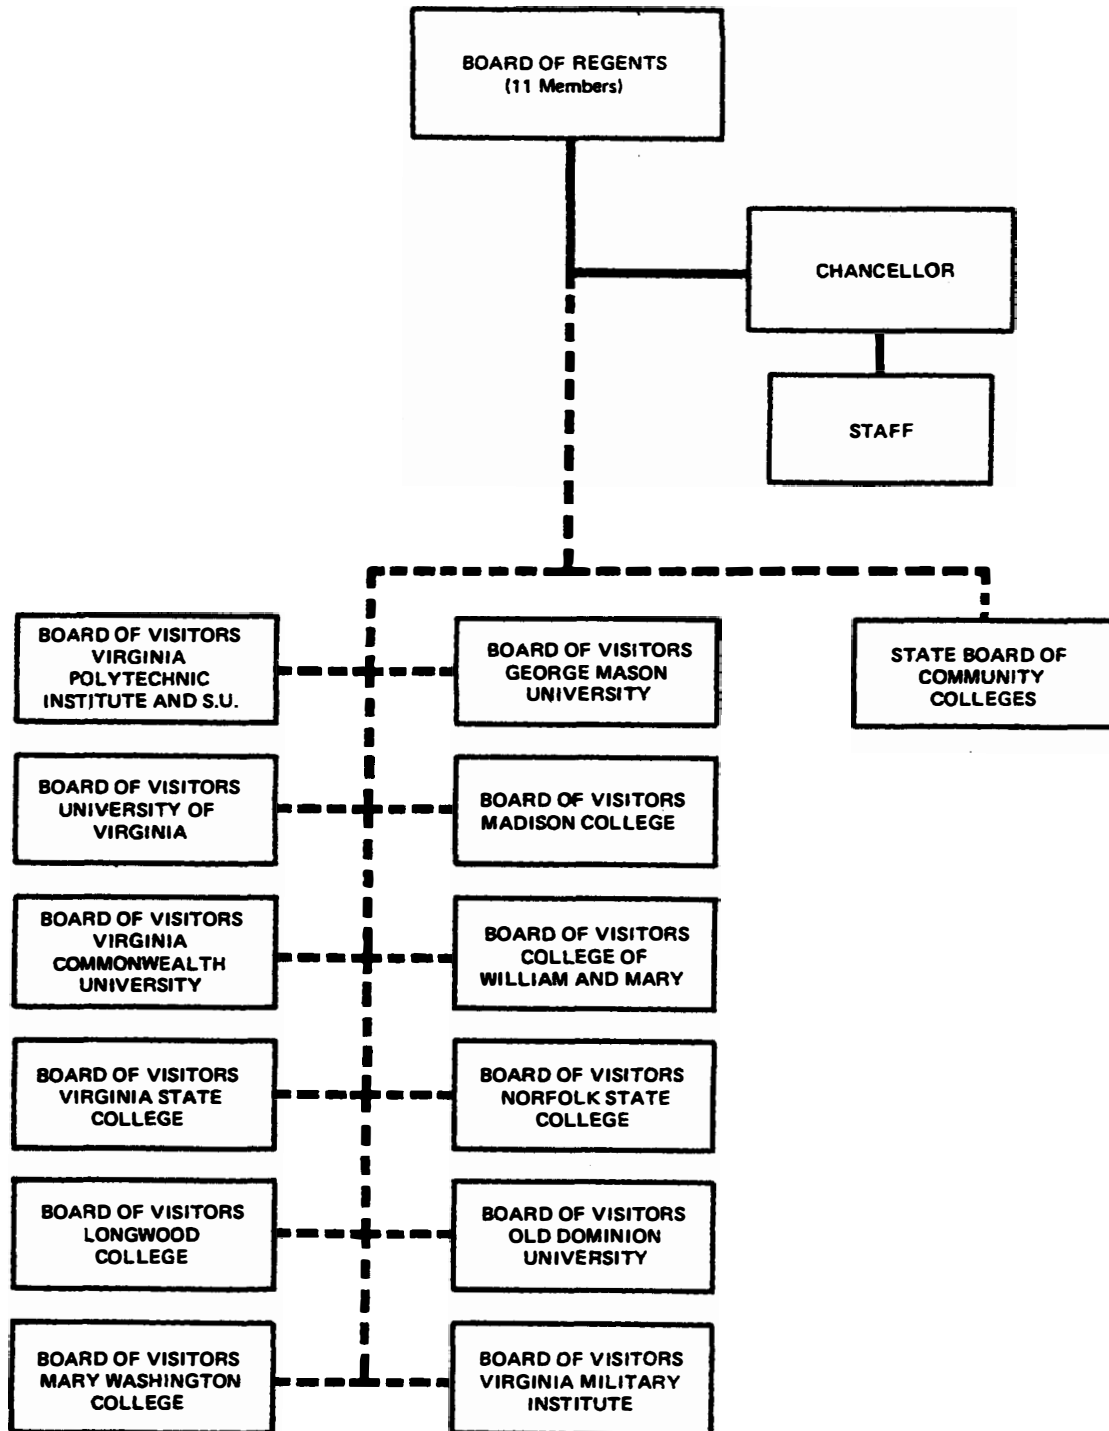 BOARD OF REGENTS
(11 Members)
CHANCELLOR
STAFF
BOARD OF VISITORS
VIRGINIA
POLYTECHNIC
INSTITUTE AND S.U.
BOARD OF VISITORS
GEORGE MASON
UNIVERSITY
STATE BOARD OF
COMMUNITY
COLLEGES
BOARD OF VISITORS
UNIVERSITY OF
VIRGINIA
BOARD OF VISITORS
MADISON COLLEGE
BOARD OF VISITORS
VIRGINIA
COMMONWEALTH
UNIVERSITY
BOARD OF VISITORS
COLLEGE OF
WILLIAM AND MARY
BOARD OF VISITORS
VIRGINIA STATE
COLLEGE
BOARD OF VISITORS
NORFOLK STATE
COLLEGE
BOARD OF VISITORS
LONGWOOD
COLLEGE
BOARD OF VISITORS
OLD DOMINION
UNIVERSITY
BOARD OF VISITORS
MARY WASHINGTON
COLLEGE
BOARD OF VISITORS
VIRGINIA MILITARY
INSTITUTE